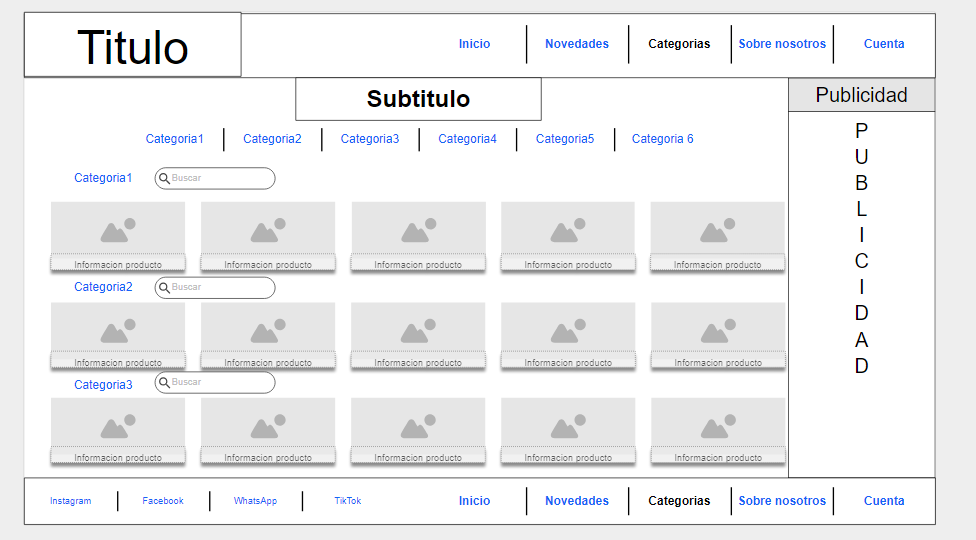 Titulo
Inicio Novedades Categorias Sobre nosotros Cuenta
Subtitulo
Publicidad
Categoria1 Categoria2 Categoria3 Categoria4 Categoria5 Categoria 6
P
U
B
L
I
C
I
D
A
D
Categoria1 Buscar
Informacion producto Informacion producto Informacion producto Informacion producto Informacion producto
Categoria2 Buscar
Informacion producto Informacion producto Informacion producto Informacion producto Informacion producto
Categoria3 Buscar
Informacion producto Informacion producto Informacion producto Informacion producto Informacion producto
Instagram Facebook WhatsApp TikTok Inicio Novedades Categorias Sobre nosotros Cuenta